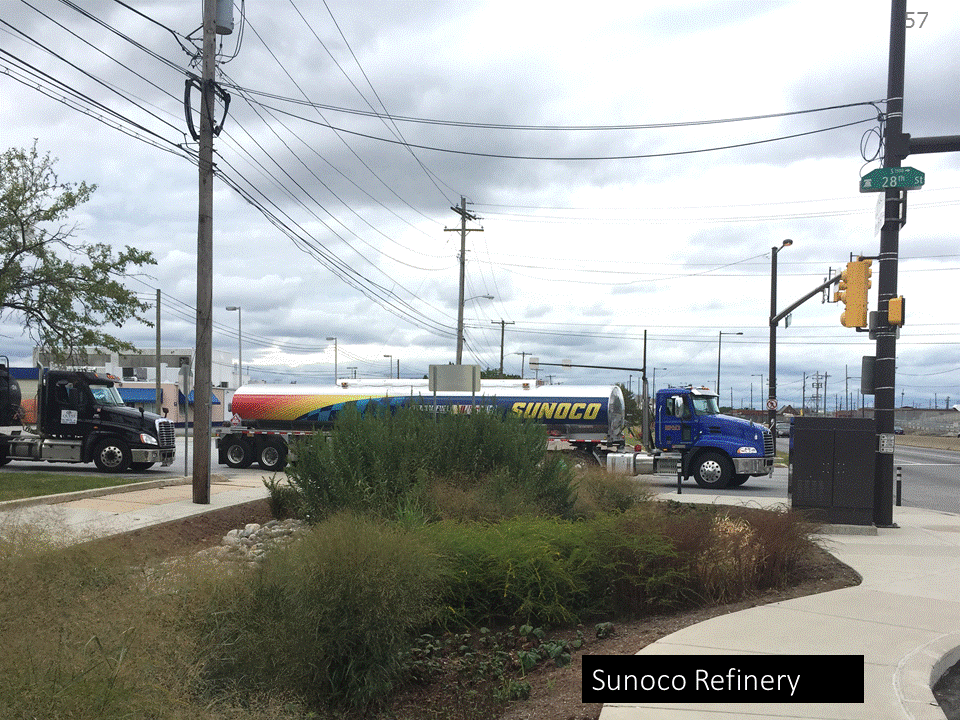 57
28TH St
SUNOCO
Sunoco Refinery